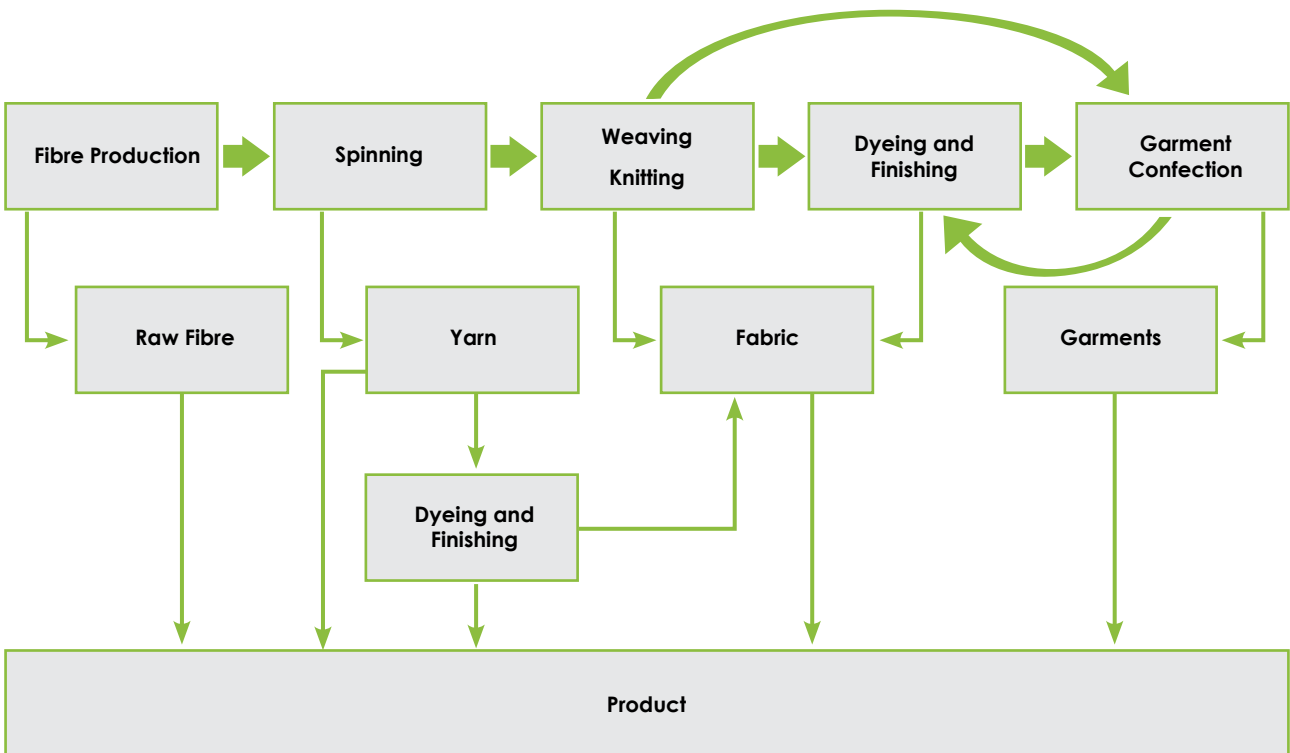 Fibre Production
Spinning
Weaving
Knitting
Dyeing and
Finishing
Garment
Confection
Raw Fibre
Yarn
Fabric
Garments
Dyeing and
Finishing
Product